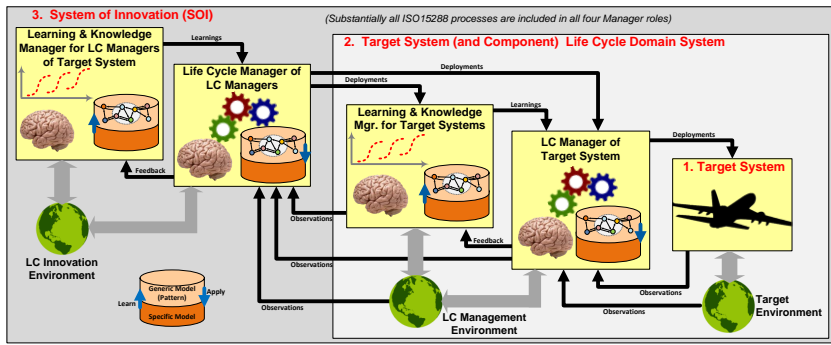 3. System of Innovation (SOI)
(Substantially all ISO15288 processes are included in all four Manager roles)
Learning & Knowledge
Manager for LC Managers
of Target System
Learnings
2. Target System (and Component) Life Cycle Domain System
Life Cycle Manager of
LC Managers
Deployments
Deployments
Learning & Knowledge
Mgr. for Target Systems
Learnings
LC Manager of
Target System
Deployments
1. Target System
Feedback
Observations
Feedback
Observations
Observations
Observations
Observations
LC Innovation
Environment
Generic Model
(Pattern)
Learn
Apply
Specific Model
LC Management
Environment
Target
Environment